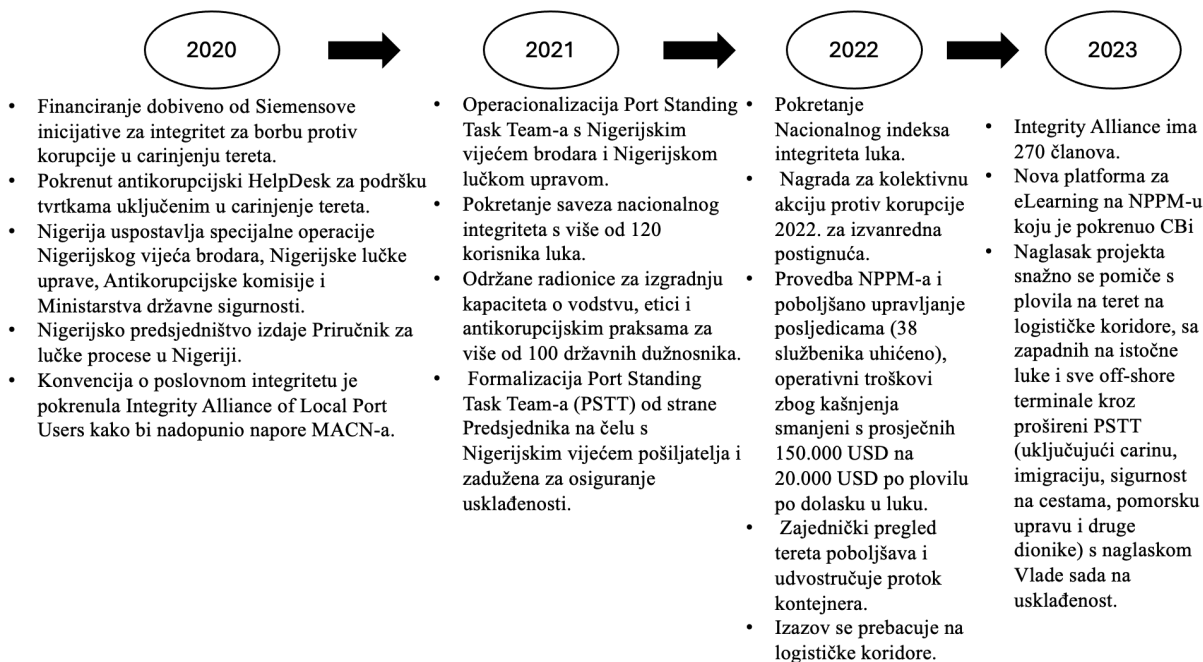 2020
• Financiranje dobiveno od Siemensove
inicijative za integritet za borbu protiv
korupcije u carinjenju tereta.
• Pokrenut antikorupcijski HelpDesk za podršku
tvrtkama uključenim u carinjenje tereta.
• Nigerija uspostavlja specijalne operacije
Nigerijskog vijeća brodara, Nigerijske lučke
uprave, Antikorupcijske komisije i
Ministarstva državne sigurnosti.
• Nigerijsko predsjedništvo izdaje Priručnik za
lučke procese u Nigeriji.
• Konvencija o poslovnom integritetu je
pokrenula Integrity Alliance of Local Port
Users kako bi nadopunio napore MACN-a.
2021
• Operacionalizacija Port Standing
Task Team-a s Nigerijskim
vijećem brodara i Nigerijskom
lučkom upravom.
• Pokretanje saveza nacionalnog
integriteta s više od 120
korisnika luka.
• Održane radionice za izgradnju
kapaciteta o vodstvu, etici i
antikorupcijskim praksama za
više od 100 državnih dužnosnika.
• Formalizacija Port Standing
Task Team-a (PSTT) od strane
Predsjednika na čelu s
Nigerijskim vijećem pošiljatelja i
zadužena za osiguranje
usklađenosti.
2022
• Pokretanje
Nacionalnog indeksa
integriteta luka.
• Nagrada za kolektivnu
akciju protiv korupcije
2022. za izvanredna
postignuća.
• Provedba NPPM-a i
poboljšano upravljanje
posljedicama (38
službenika uhićeno),
operativni troškovi
zbog kašnjenja
smanjeni s prosječnih
150.000 USD na
20.000 USD po plovilu
po dolasku u luku.
• Zajednički pregled
tereta poboljšava i
udvostručuje protok
kontejnera.
• Izazov se prebacuje na
logističke koridore.
2023
• Integrity Alliance ima
270 članova.
• Nova platforma za
eLearning na NPPM-u
koju je pokrenuo CBi
• Naglasak projekta
snažno se pomiče s
plovila na teret na
logističke koridore, sa
zapadnih na istočne
luke i sve off-shore
terminale kroz
prošireni PSTT
(uključujući carinu,
imigraciju, sigurnost
na cestama, pomorsku
upravu i druge
dionike) s naglaskom
Vlade sada na
usklađenost.